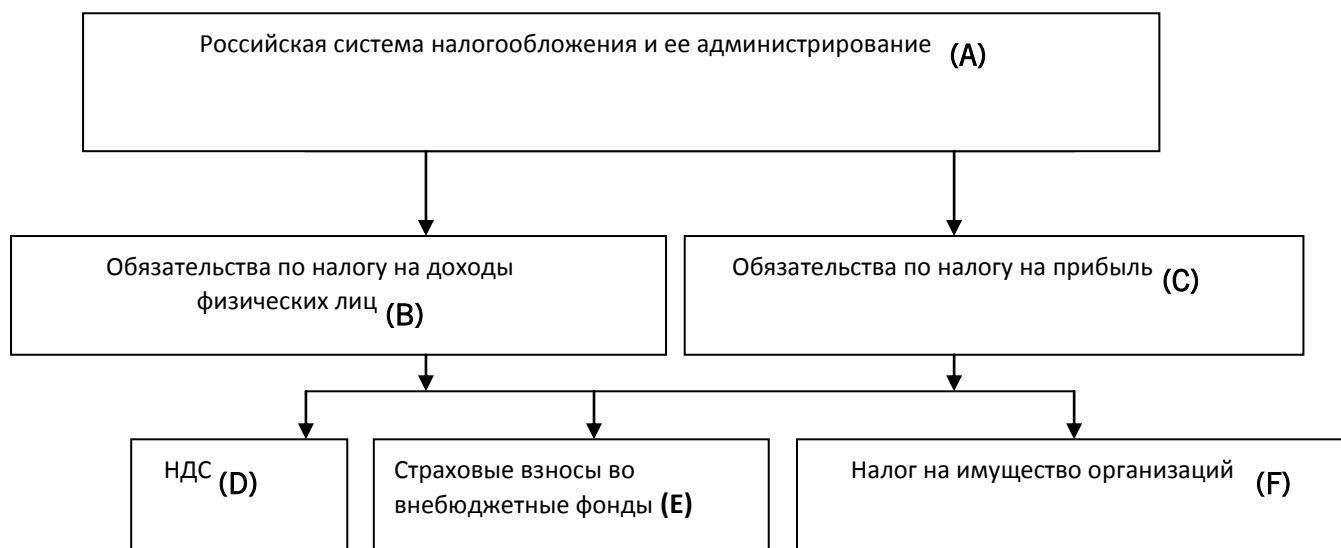 Российская система налогообложения и ее администрирование (A)
Обязательства по налогу на доходы
физических лиц (B)
Обязательства по налогу на прибыль (C)
НДС (D)
Страховые взносы во
внебюджетные фонды (E)
Налог на имущество организаций (F)